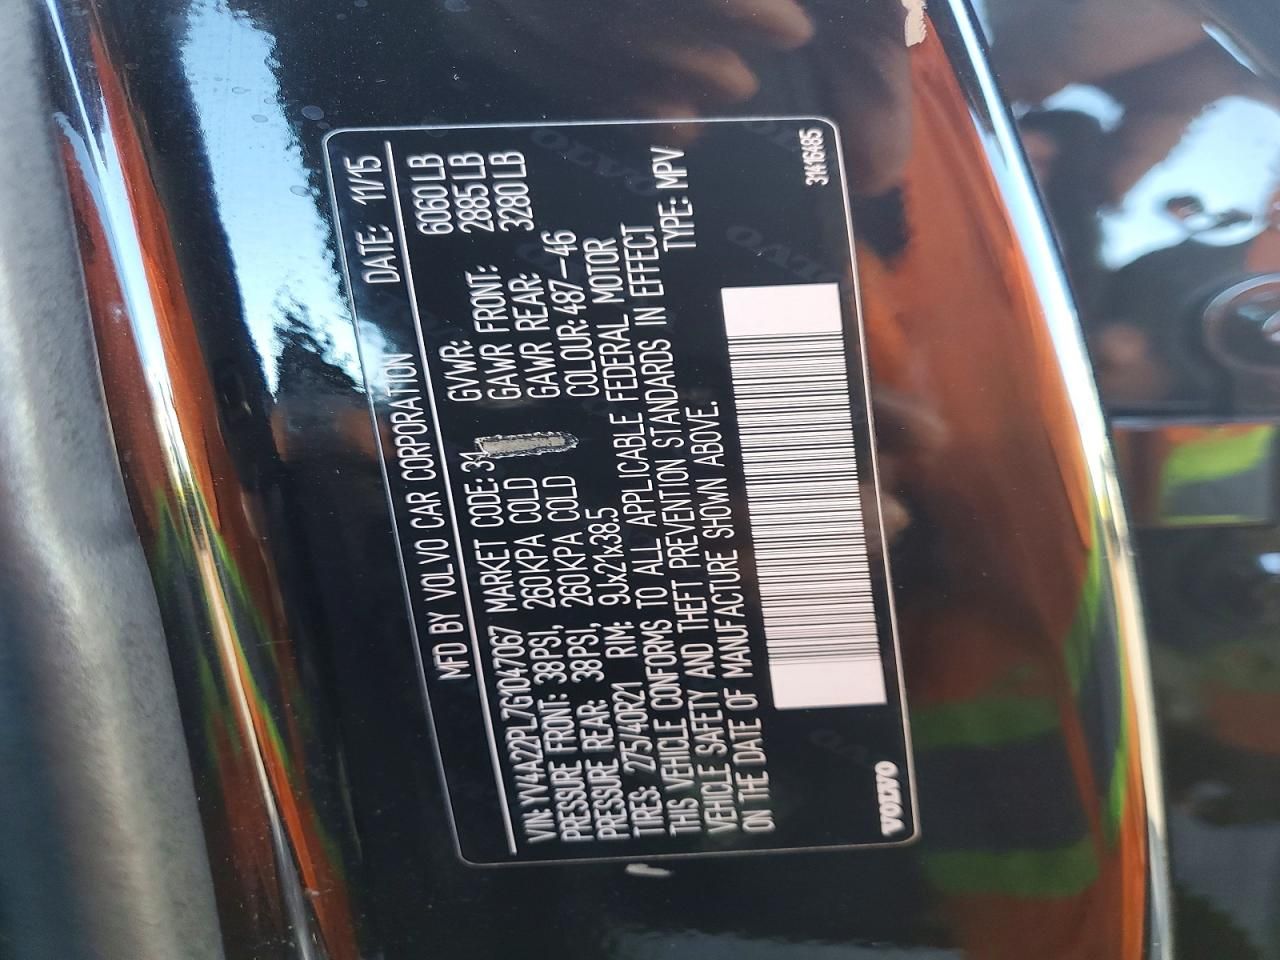 MFD BY VOLVO CAR CORPORATION DATE: 11/15
VIN: YV4A22PL7G1047067 MARKET CODE: 31 GVWR: 6060 LB
PRESSURE FRONT: 38PSI, 260KPA COLD GAWR FRONT: 2885 LB
PRESSURE REAR: 38PSI, 260KPA COLD GAWR REAR: 3280 LB
TIRES: 275/40R21 RIM: 9Jx21x38.5 COLOUR: 487-46
THIS VEHICLE CONFORMS TO ALL APPLICABLE FEDERAL MOTOR
VEHICLE SAFETY AND THEFT PREVENTION STANDARDS IN EFFECT
ON THE DATE OF MANUFACTURE SHOWN ABOVE. TYPE: MPV
VOLVO 31416485